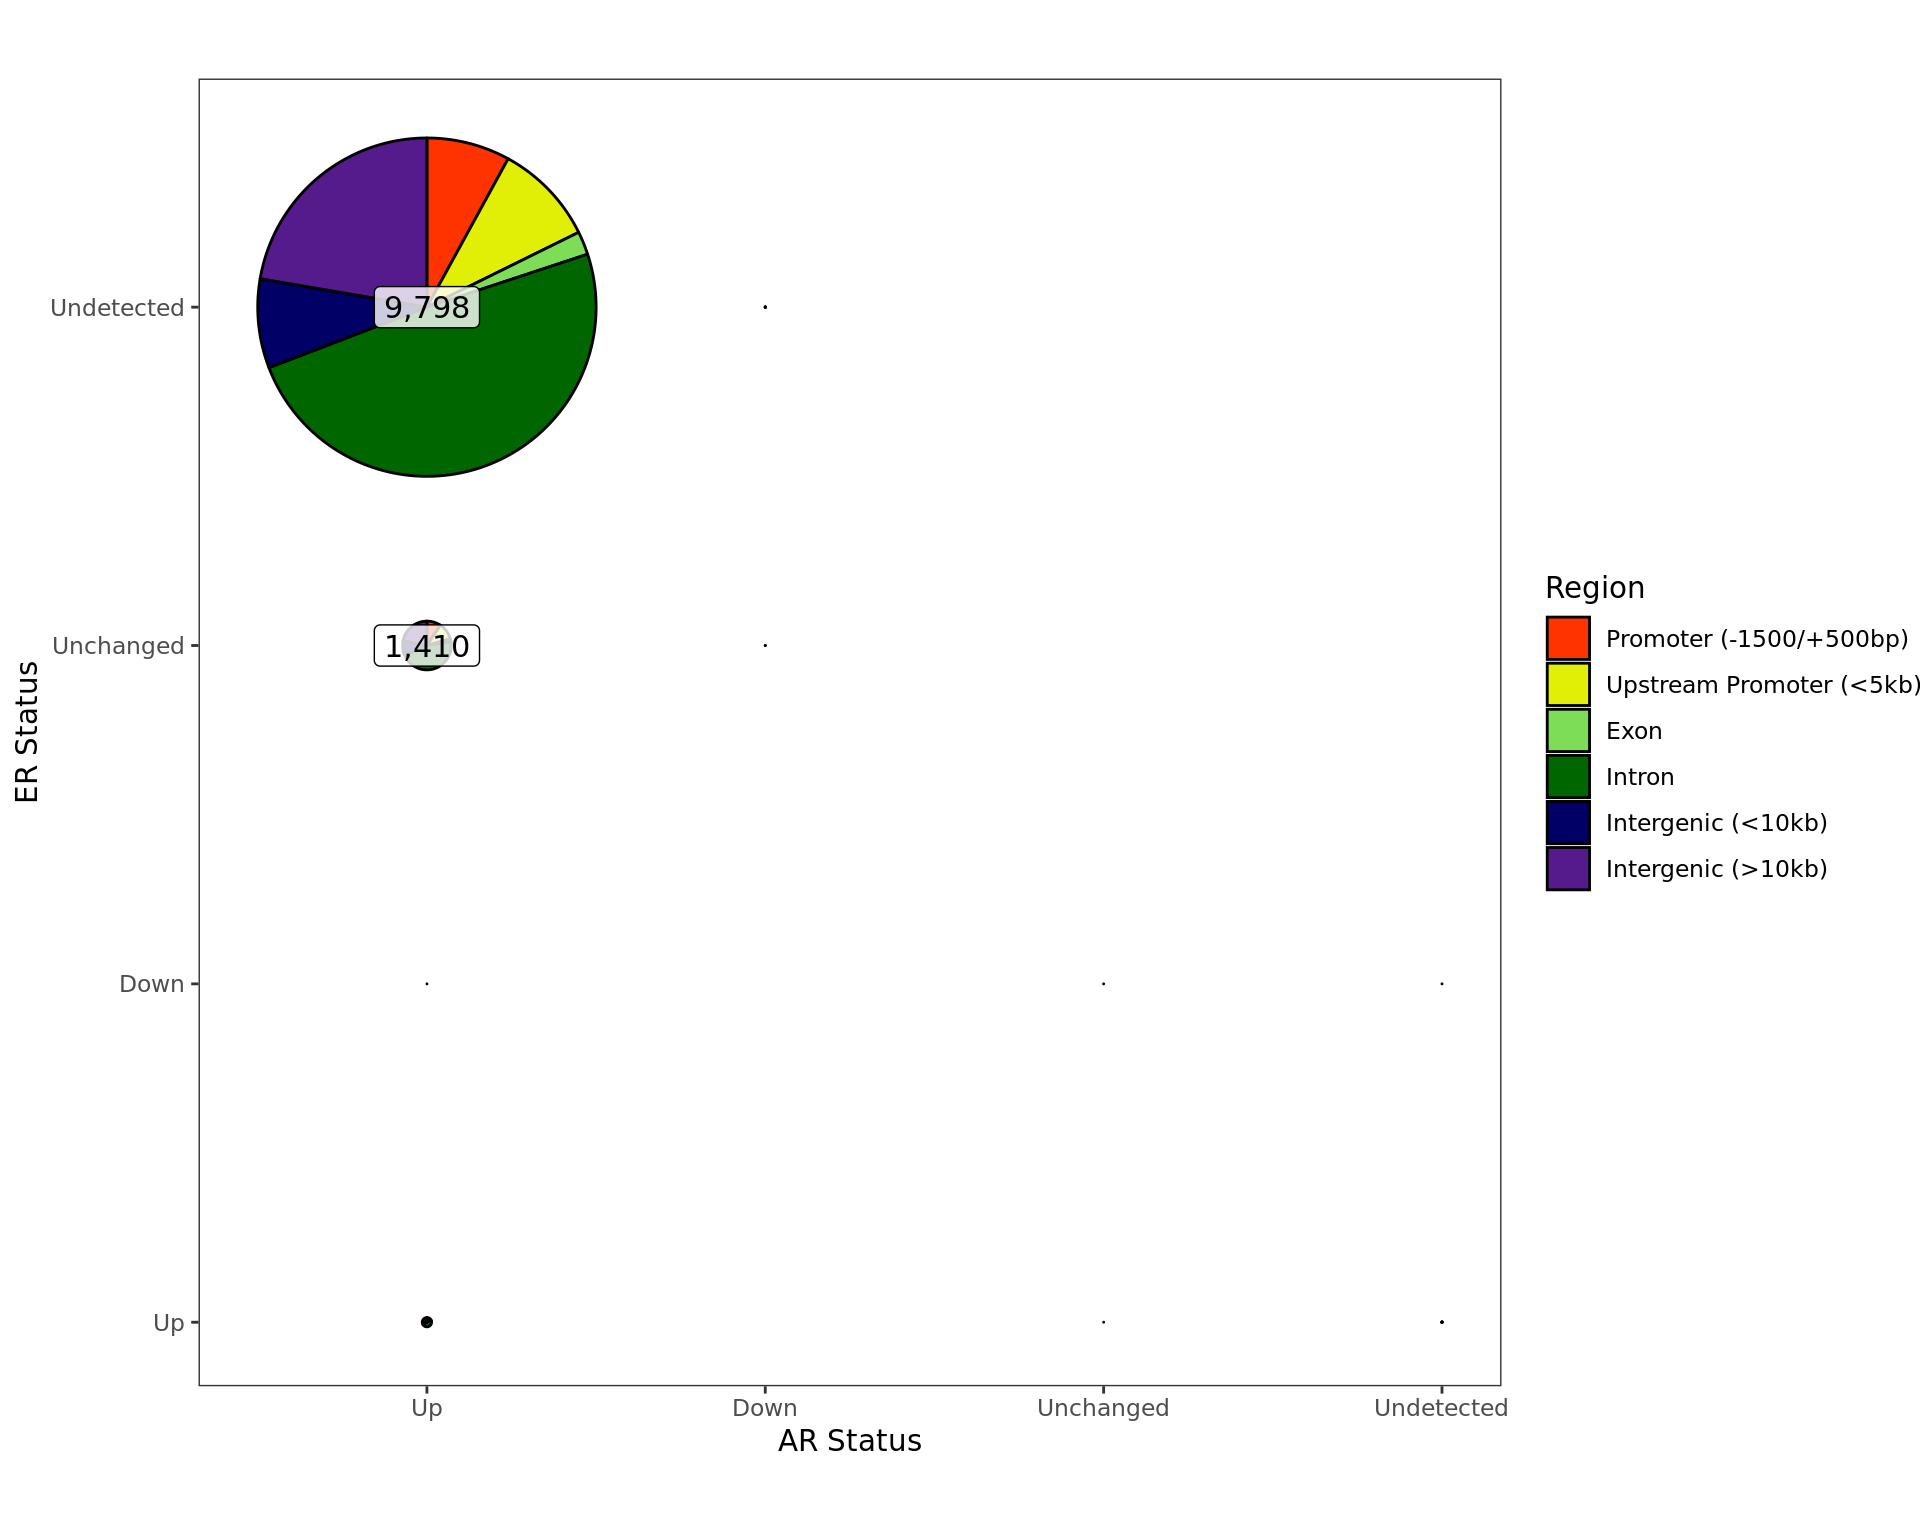 9,798
Undetected
1,410
Unchanged
ER Status
Down
Up
Up
Down
Unchanged
Undetected
AR Status
Region
Promoter (-1500/+500bp)
Upstream Promoter (<5kb)
Exon
Intron
Intergenic (<10kb)
Intergenic (>10kb)